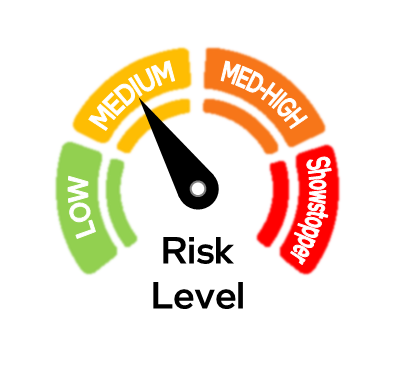 LOW
MEDIUM
MED-HIGH
Showstopper
Risk
Level